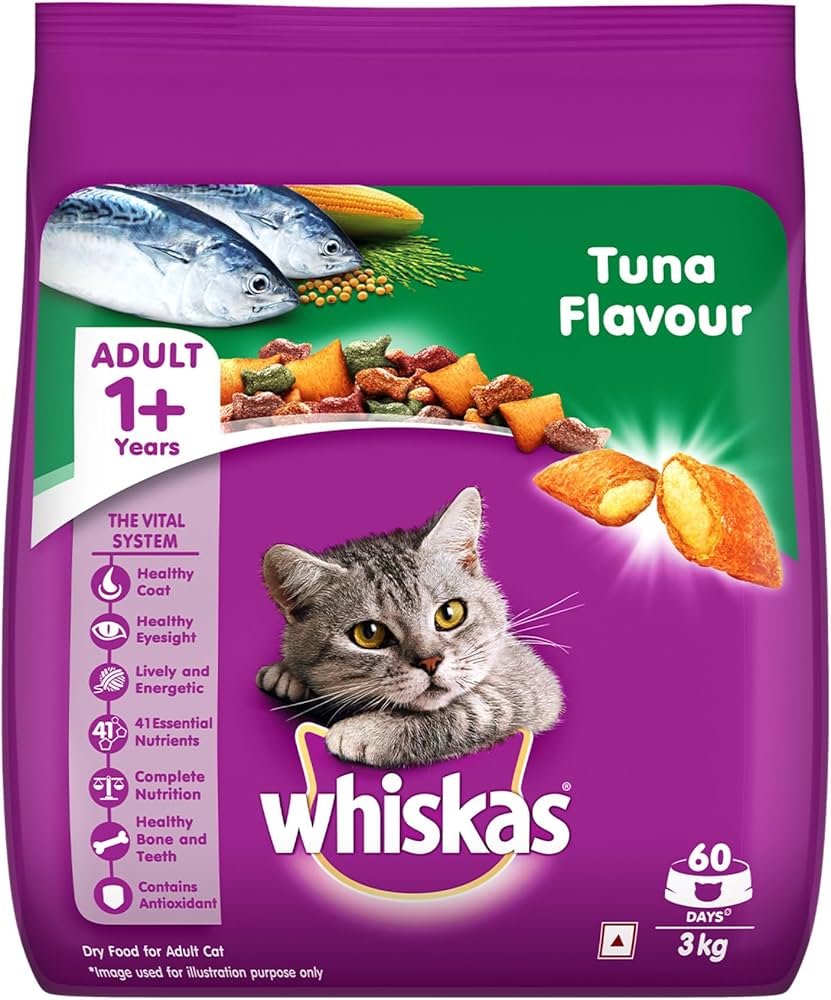 Tuna
Flavour
ADULT
1+
Years
THE VITAL
SYSTEM
Healthy
Coat
Healthy
Eyesight
Lively and
Energetic
41
41 Essential
Nutrients
Complete
Nutrition
Healthy
Bone and
Teeth
Contains
Antioxidant
whiskas®
60
DAYS Ø
3kg
Dry Food for Adult Cat
*Image used for illustration purpose only